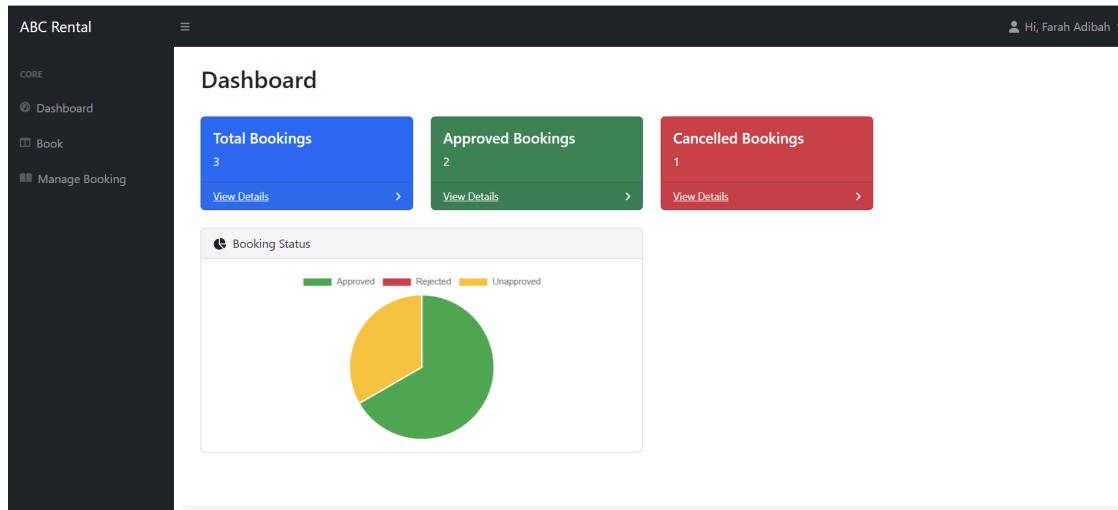 ABC Rental
Hi, Farah Adibah
CORE
Dashboard
Book
Manage Booking
Dashboard
Total Bookings
3
View Details
Approved Bookings
2
View Details
Cancelled Bookings
1
View Details
Booking Status
Approved Rejected Unapproved